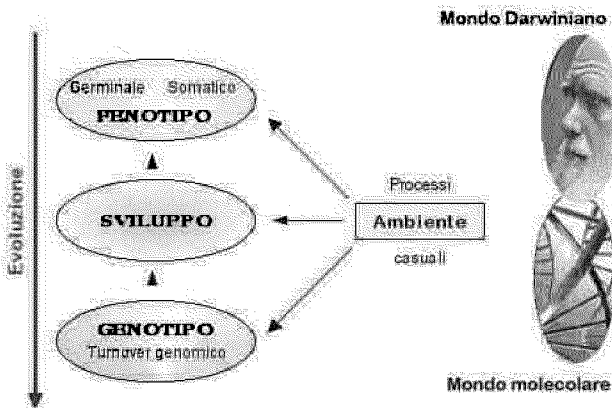 Mondo Darwiniano
Germinale Somatico
FENOTIPO
Evoluzione
SVILUPPO
Processi
Ambiente
casuali
GENOTIPO
Turnover genomico
Mondo molecolare